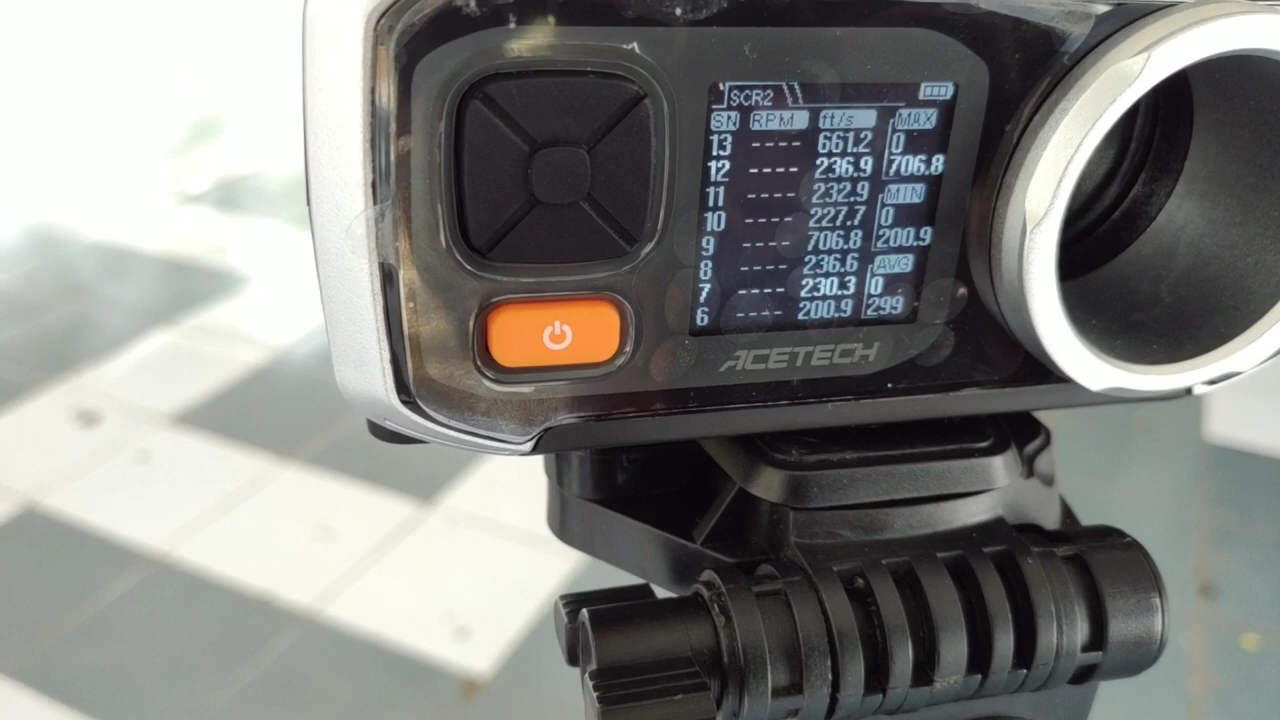 SCR2
SN RPM ft/s MAX
13 ---- 661.2 0
12 ---- 236.9 706.8
11 ---- 232.9 MIN
10 ---- 227.7 0
9 ---- 706.8 200.9
8 ---- 236.6 AVG
7 ---- 230.3 0
6 ---- 200.9 299
ACETECH